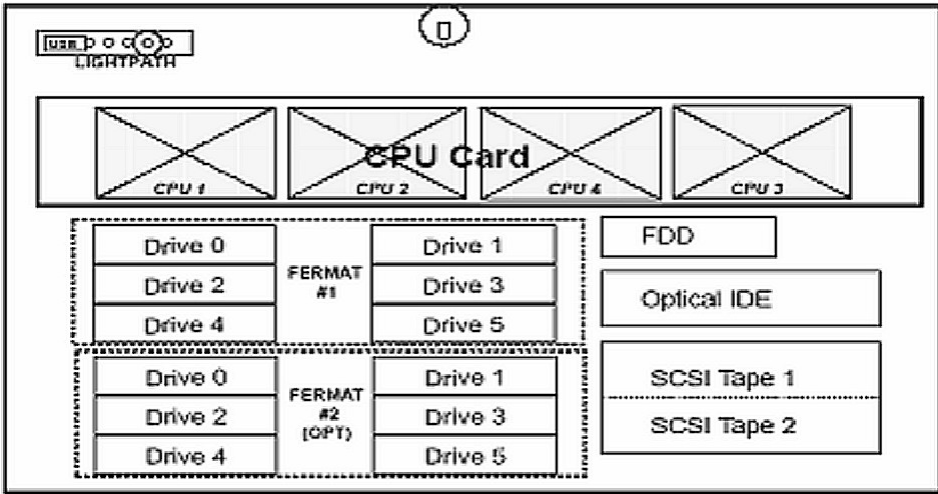 USB
LIGHTPATH
CPU Card
CPU 1 CPU 2 CPU 4 CPU 3
Drive 0
Drive 2
Drive 4
FERMAT
#1
Drive 1
Drive 3
Drive 5
Drive 0
Drive 2
Drive 4
FERMAT
#2
(OPT)
Drive 1
Drive 3
Drive 5
FDD
Optical IDE
SCSI Tape 1
SCSI Tape 2